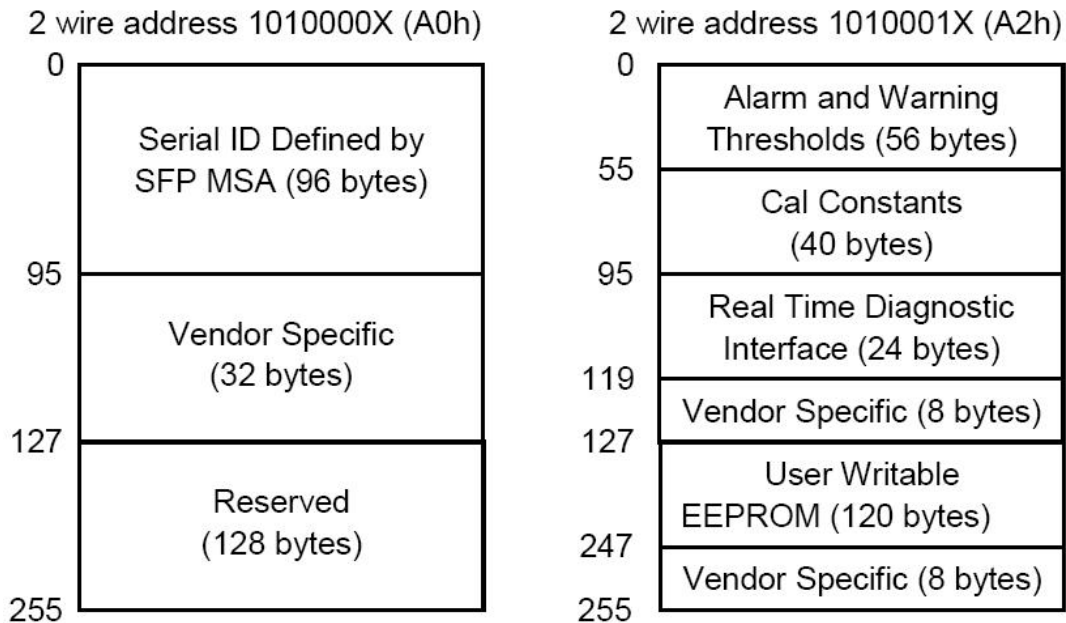 2 wire address 1010000X (A0h)
0
Serial ID Defined by
SFP MSA (96 bytes)
95
Vendor Specific
(32 bytes)
127
Reserved
(128 bytes)
255
2 wire address 1010001X (A2h)
0
Alarm and Warning
Thresholds (56 bytes)
55
Cal Constants
(40 bytes)
95
Real Time Diagnostic
Interface (24 bytes)
119
Vendor Specific (8 bytes)
127
User Writable
EEPROM (120 bytes)
247
Vendor Specific (8 bytes)
255